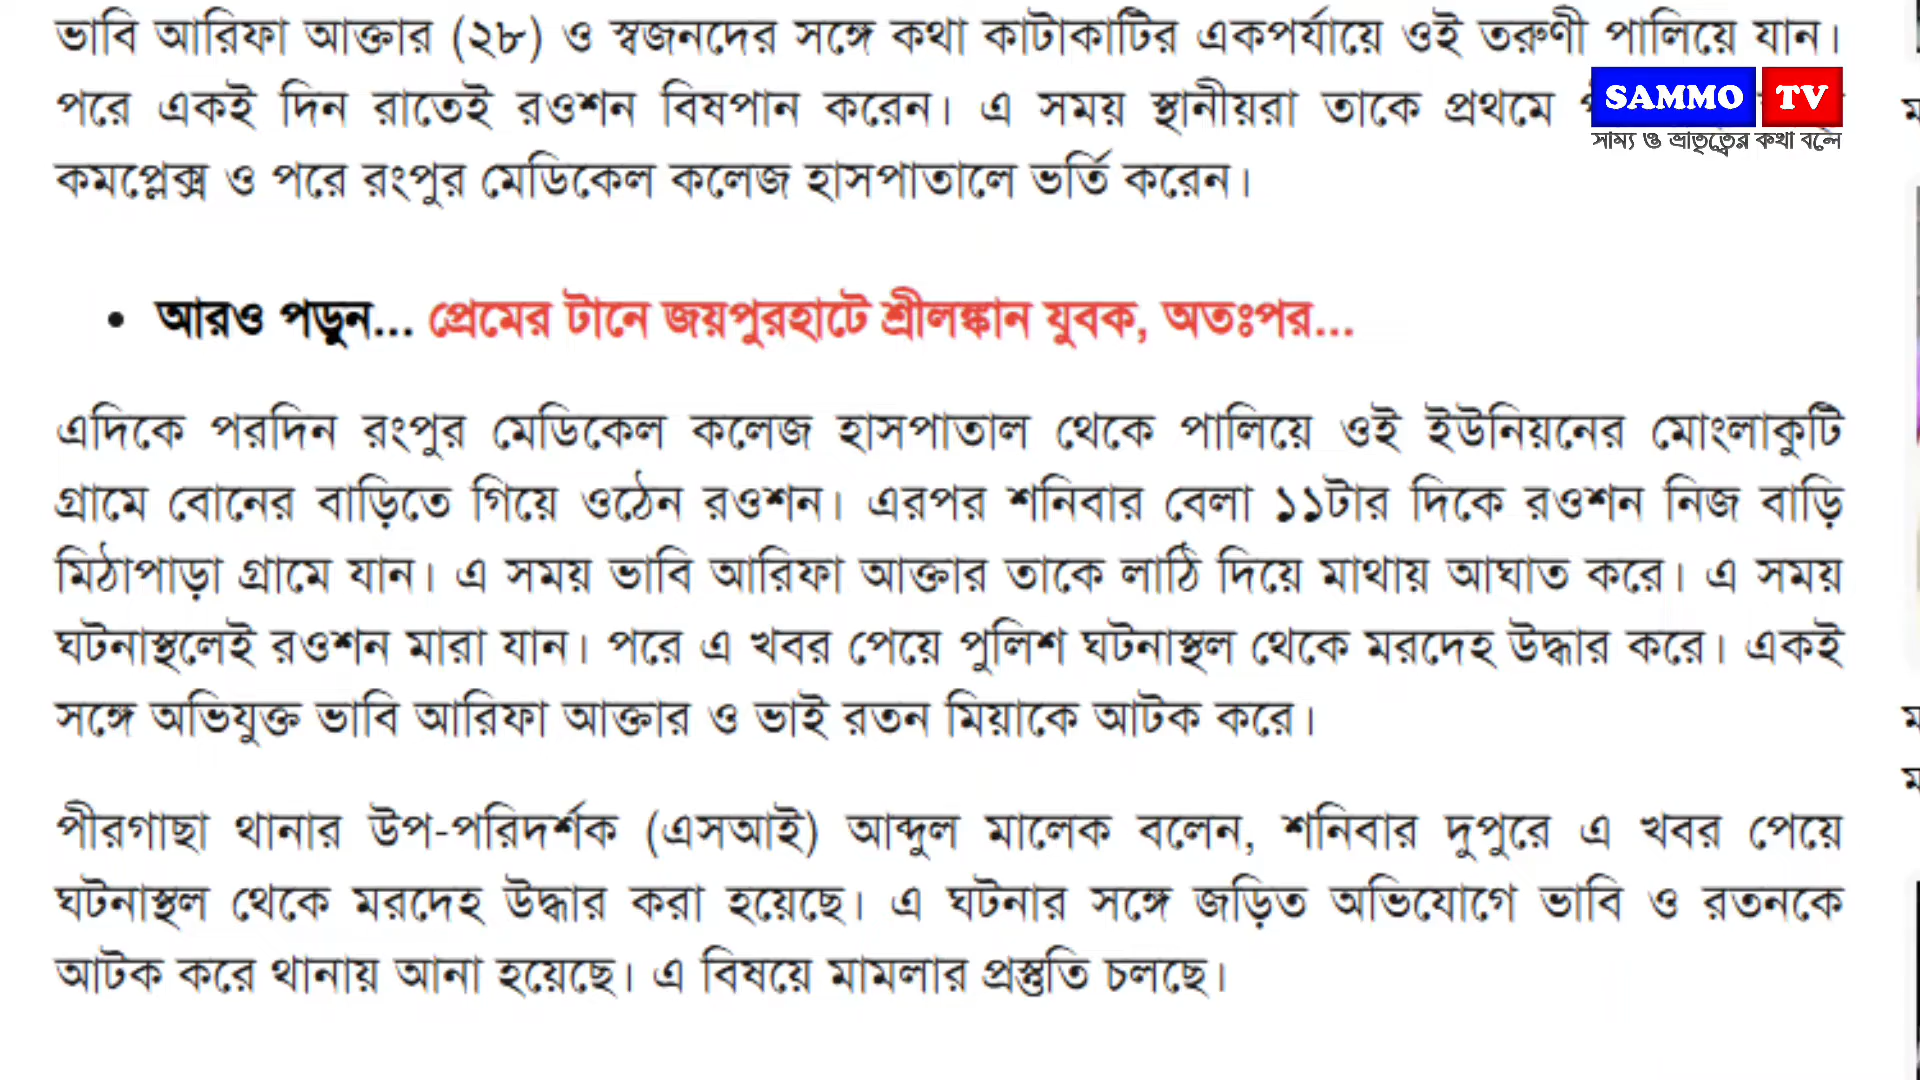 ভাবি আরিফা আক্তার (২৮) ও স্বজনদের সঙ্গে কথা কাটাকাটির একপর্যায়ে ওই তরুণী পালিয়ে যান।
পরে একই দিন রাতেই রওশন বিষপান করেন। এ সময় স্থানীয়রা তাকে প্রথমে
SAMMO TV
সাম্য ও ভ্রাতৃত্বের কথা বলে
কমপ্লেক্স ও পরে রংপুর মেডিকেল কলেজ হাসপাতালে ভর্তি করেন।
• আরও পড়ুন... প্রেমের টানে জয়পুরহাটে শ্রীলঙ্কান যুবক, অতঃপর...
এদিকে পরদিন রংপুর মেডিকেল কলেজ হাসপাতাল থেকে পালিয়ে ওই ইউনিয়নের মোংলাকুটি
গ্রামে বোনের বাড়িতে গিয়ে ওঠেন রওশন। এরপর শনিবার বেলা ১১টার দিকে রওশন নিজ বাড়ি
মিঠাপাড়া গ্রামে যান। এ সময় ভাবি আরিফা আক্তার তাকে লাঠি দিয়ে মাথায় আঘাত করে। এ সময়
ঘটনাস্থলেই রওশন মারা যান। পরে এ খবর পেয়ে পুলিশ ঘটনাস্থল থেকে মরদেহ উদ্ধার করে। একই
সঙ্গে অভিযুক্ত ভাবি আরিফা আক্তার ও ভাই রতন মিয়াকে আটক করে।
পীরগাছা থানার উপ-পরিদর্শক (এসআই) আব্দুল মালেক বলেন, শনিবার দুপুরে এ খবর পেয়ে
ঘটনাস্থল থেকে মরদেহ উদ্ধার করা হয়েছে। এ ঘটনার সঙ্গে জড়িত অভিযোগে ভাবি ও রতনকে
আটক করে থানায় আনা হয়েছে। এ বিষয়ে মামলার প্রস্তুতি চলছে।